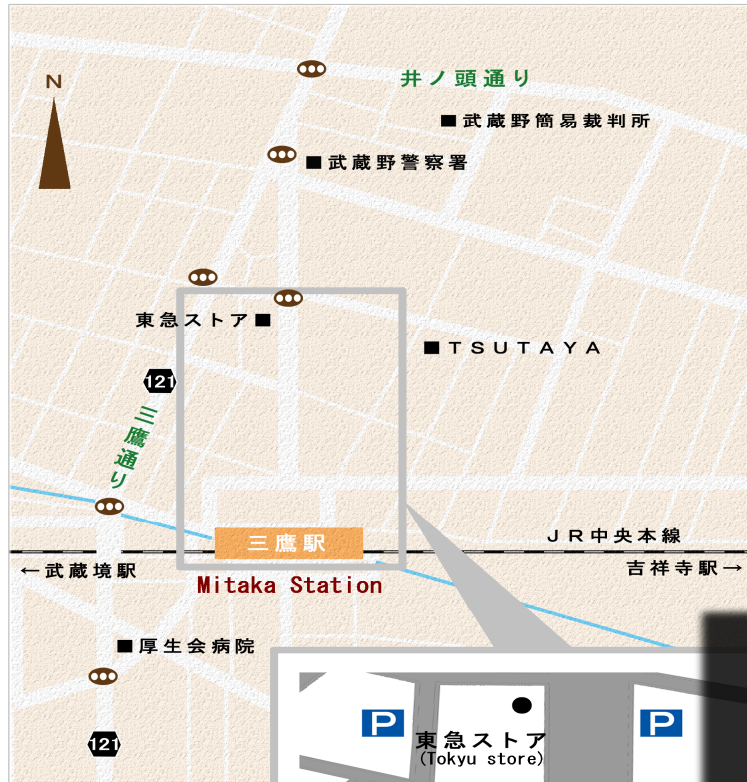 井ノ頭通り
N
■武蔵野簡易裁判所
■武蔵野警察署
東急ストア■
■TSUTAYA
121
三鷹通り
三鷹駅
JR中央本線
←武蔵境駅
吉祥寺駅→
Mitaka Station
■厚生会病院
P
P
東急ストア
(Tokyu store)
121